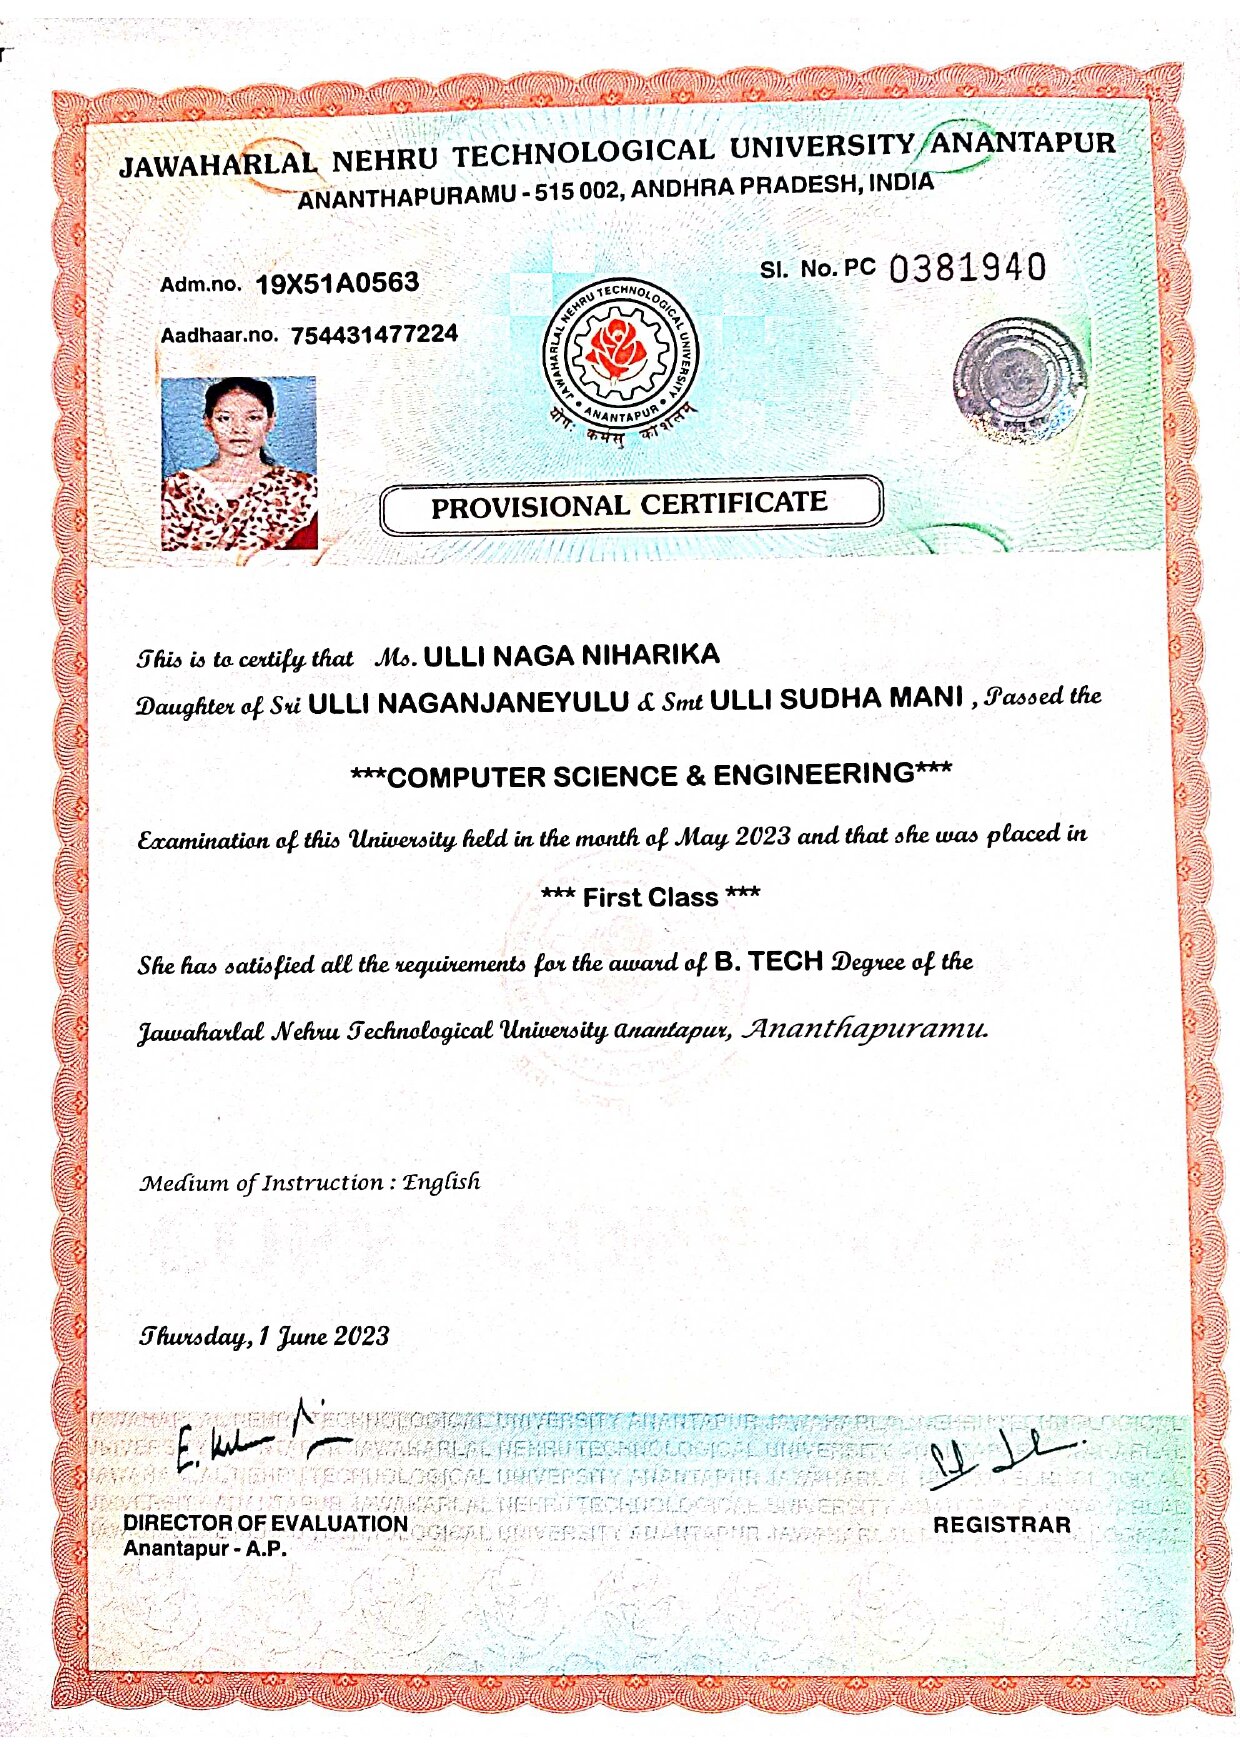 JAWAHARLAL NEHRU TECHNOLOGICAL UNIVERSITY ANANTAPUR
ANANTHAPURAMU - 515 002, ANDHRA PRADESH, INDIA
Adm.no. 19X51A0563
Sl. No. PC 0381940
Aadhaar.no. 754431477224
JAWAHARLAL NEHRU TECHNOLOGICAL UNIVERSITY
• ANANTAPUR •
योगः कर्मसु कौशलम्
PROVISIONAL CERTIFICATE
This is to certify that Ms. ULLI NAGA NIHARIKA
Daughter of Sri ULLI NAGANJANEYULU & Smt ULLI SUDHA MANI , Passed the
***COMPUTER SCIENCE & ENGINEERING***
Examination of this University held in the month of May 2023 and that she was placed in
*** First Class ***
She has satisfied all the requirements for the award of B. TECH Degree of the
Jawaharlal Nehru Technological University Anantapur, Ananthapuramu.
Medium of Instruction : English
Thursday, 1 June 2023
DIRECTOR OF EVALUATION
REGISTRAR
Anantapur - A.P.